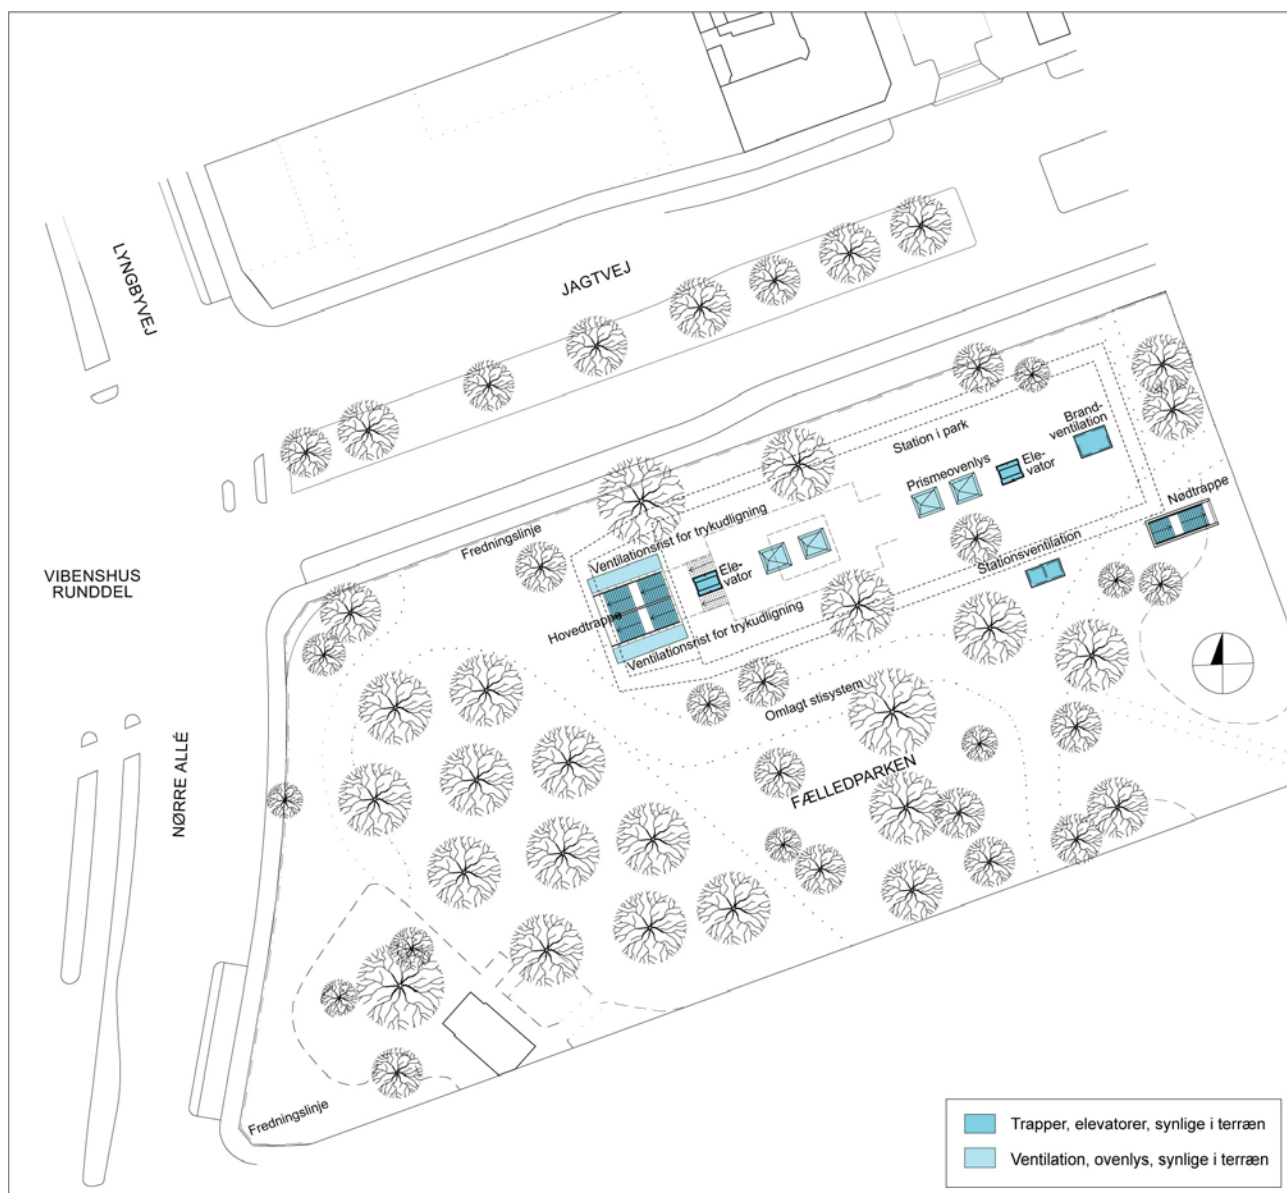 LYNGBYVEJ
JAGTVEJ
Station i park
Brand-
ventilation
Ele-
vator
Prismeovenlys
Nødtrappe
Fredningslinje
Ventilationsrist for trykudligning
Stationsventilation
VIBENSHUS
RUNDDEL
Ele-
vator
Hovedtrappe
Ventilationsrist for trykudligning
Omlagt stisystem
NØRRE ALLÉ
FÆLLEDPARKEN
Fredningslinje
Trapper, elevatorer, synlige i terræn
Ventilation, ovenlys, synlige i terræn